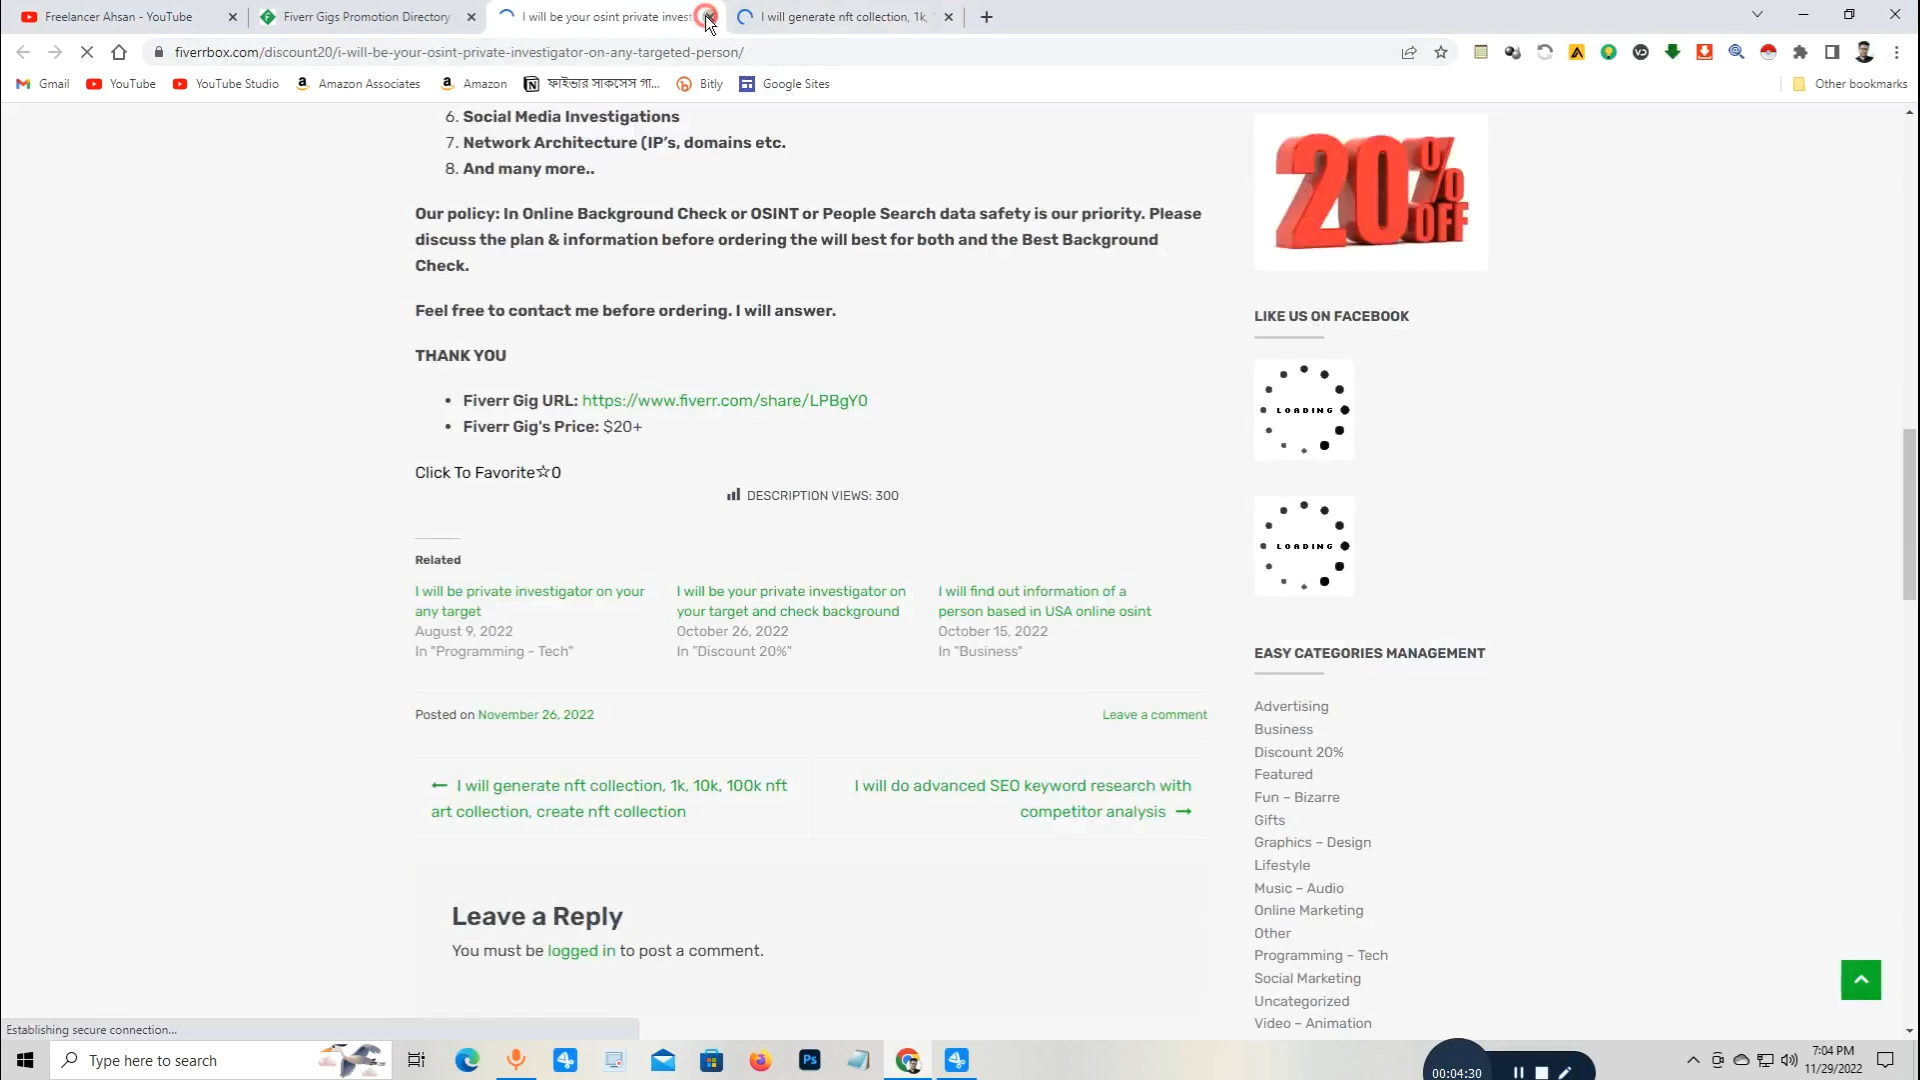 Freelancer Ahsan - YouTube
Fiverr Gigs Promotion Directory
I will be your osint private invest
I will generate nft collection, 1k,
fiverrbox.com/discount20/i-will-be-your-osint-private-investigator-on-any-targeted-person/
Gmail
YouTube
YouTube Studio
Amazon Associates
Amazon
ফাইভার সাকসেস গা...
Bitly
Google Sites
Other bookmarks
6. Social Media Investigations
7. Network Architecture (IP's, domains etc.
8. And many more..
Our policy: In Online Background Check or OSINT or People Search data safety is our priority. Please
discuss the plan & information before ordering the will best for both and the Best Background
Check.
Feel free to contact me before ordering. I will answer.
THANK YOU
• Fiverr Gig URL: https://www.fiverr.com/share/LPBgY0
• Fiverr Gig's Price: $20+
Click To Favorite☆0
DESCRIPTION VIEWS: 300
Related
I will be private investigator on your
any target
August 9, 2022
In "Programming - Tech"
I will be your private investigator on
your target and check background
October 26, 2022
In "Discount 20%"
I will find out information of a
person based in USA online osint
October 15, 2022
In "Business"
Posted on November 26, 2022
Leave a comment
← I will generate nft collection, 1k, 10k, 100k nft
art collection, create nft collection
I will do advanced SEO keyword research with
competitor analysis →
Leave a Reply
You must be logged in to post a comment.
20% OFF
LIKE US ON FACEBOOK
LOADING
LOADING
EASY CATEGORIES MANAGEMENT
Advertising
Business
Discount 20%
Featured
Fun – Bizarre
Gifts
Graphics – Design
Lifestyle
Music – Audio
Online Marketing
Other
Programming – Tech
Social Marketing
Uncategorized
Video – Animation
Establishing secure connection...
Type here to search
Ps
00:04:30
7:04 PM
11/29/2022